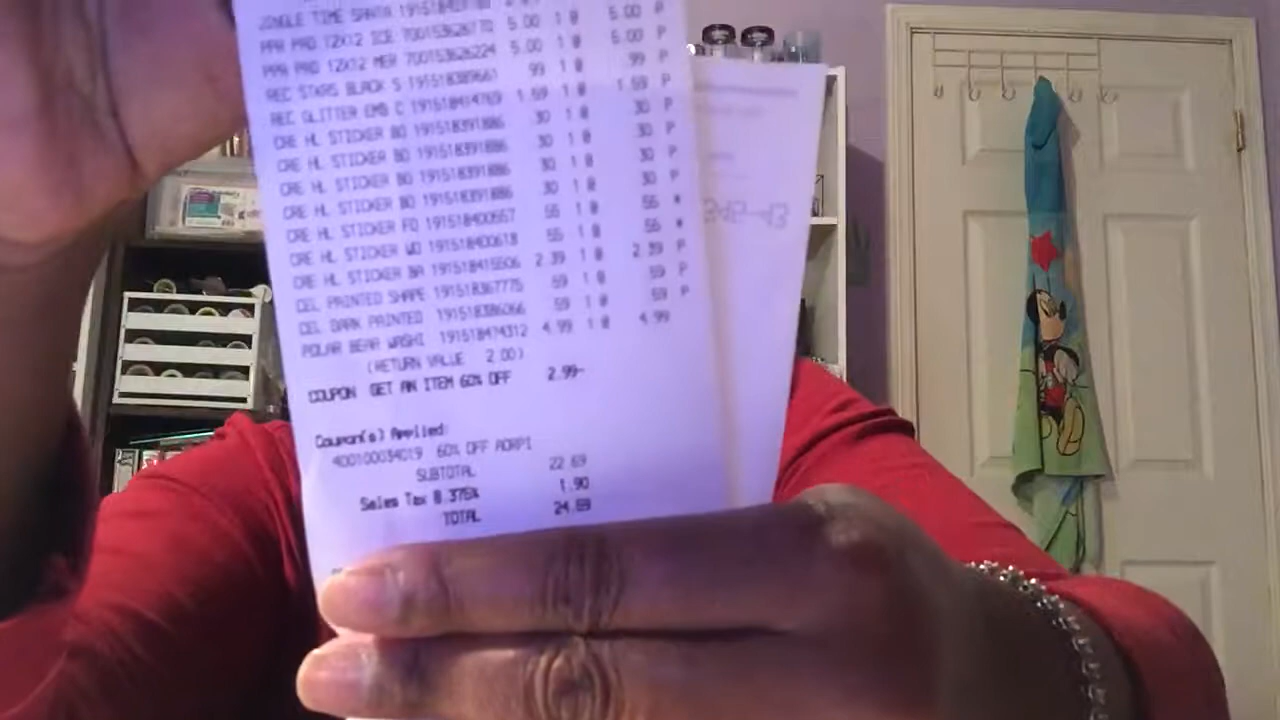 JINGLE TIME SANTA
PPR PAD 12X12 ICE 5.00 1 @ 5.00 P
PPR PAD 12X12 MER 700153626224 5.00 1 @ 5.00 P
REC STARS BLACK S 191518389661 99 1 @ 99 P
REC GLITTER EMB C 191518414769 1.59 1 @ 1.59 P
CRE HL STICKER BO 191518391886 30 1 @ 30 P
CRE HL STICKER BO 191518391886 30 1 @ 30 P
CRE HL STICKER BO 191518391886 30 1 @ 30 P
CRE HL STICKER BO 191518391886 30 1 @ 30 P
CRE HL STICKER FO 191518400557 55 1 @ 55 *
CRE HL STICKER WO 191518400618 55 1 @ 55 *
CRE HL STICKER BA 191518415506 2.39 1 @ 2.39 P
CEL PRINTED SHAPE 191518367775 59 1 @ 59 P
CEL DARK PAINTED 191518386066 59 1 @ 59 P
POLAR BEAR WASHI 191518474312 4.99 1 @ 4.99
(RETURN VALUE 2.00)
COUPON GET AN ITEM 60% OFF 2.99-
Coupon(s) Applied:
400100034019 60% OFF AORPI
SUBTOTAL 22.69
Sales Tax 8.375% 1.90
TOTAL 24.59